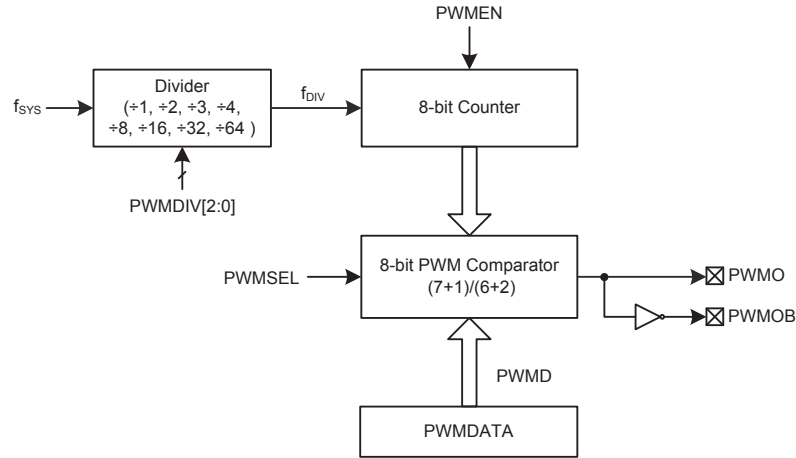 PWMEN
Divider
(÷1, ÷2, ÷3, ÷4,
÷8, ÷16, ÷32, ÷64 )
fSYS
fDIV
8-bit Counter
PWMDIV[2:0]
PWMSEL
8-bit PWM Comparator
(7+1)/(6+2)
PWMO
PWMOB
PWMD
PWMDATA